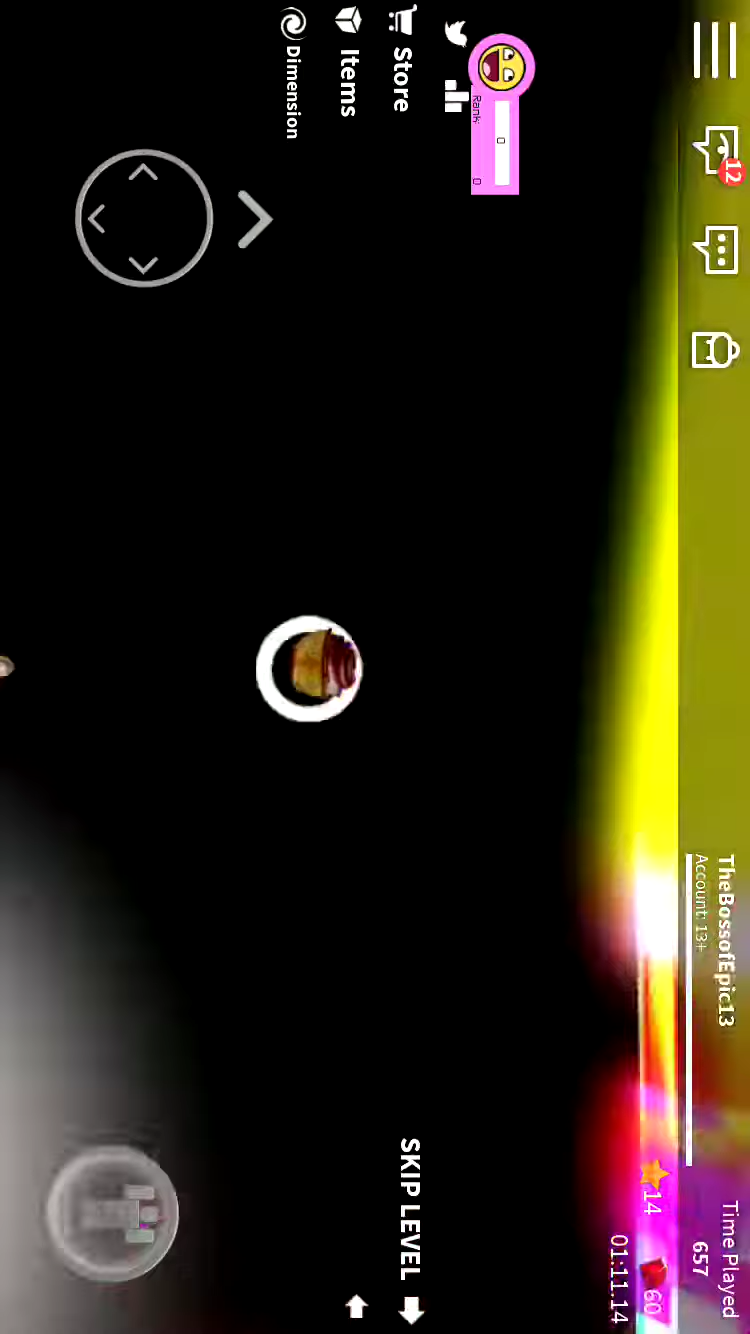 12
TheBossofEpic13
Account: 13+
Time Played
657
14
60
01:11.14
0
Rank:
0
Store
Items
Dimension
SKIP LEVEL